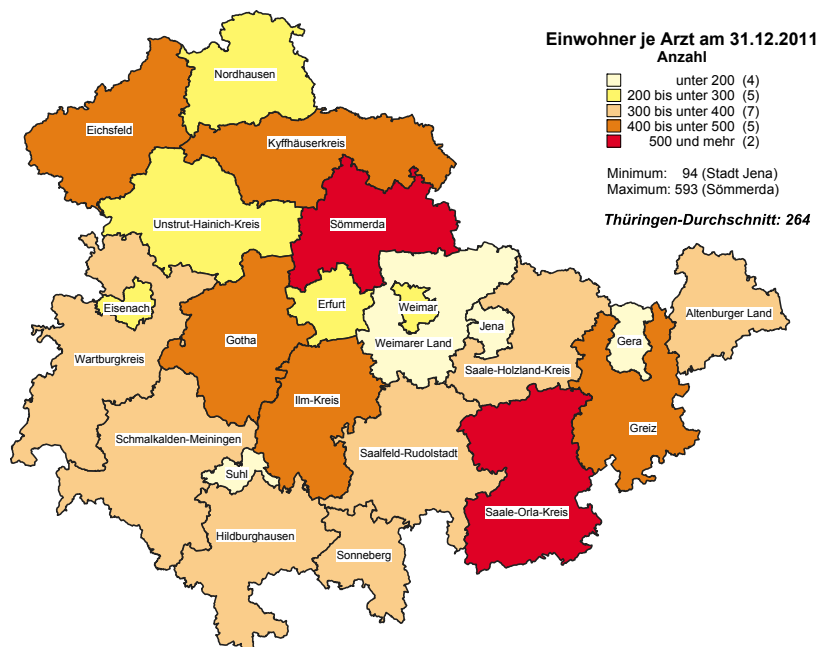 Einwohner je Arzt am 31.12.2011
Anzahl
unter 200 (4)
200 bis unter 300 (5)
300 bis unter 400 (7)
400 bis unter 500 (5)
500 und mehr (2)
Minimum: 94 (Stadt Jena)
Maximum: 593 (Sömmerda)
Thüringen-Durchschnitt: 264
Nordhausen
Eichsfeld
Kyffhäuserkreis
Unstrut-Hainich-Kreis
Sömmerda
Eisenach
Erfurt
Weimar
Jena
Altenburger Land
Gotha
Weimarer Land
Gera
Wartburgkreis
Saale-Holzland-Kreis
Ilm-Kreis
Greiz
Schmalkalden-Meiningen
Saalfeld-Rudolstadt
Suhl
Saale-Orla-Kreis
Hildburghausen
Sonneberg